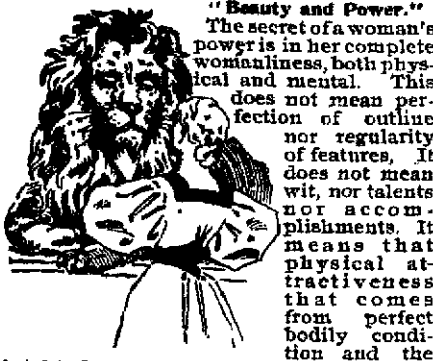 "Beauty and Power."
The secret of a woman's
power is in her complete
womanliness, both phys-
ical and mental. This
does not mean per-
fection of outline
nor regularity
of features, It
does not mean
wit, nor talents
nor accom-
plishments. It
means that
physical at-
tractiveness
that comes
from perfect
bodily condi-
tion and the